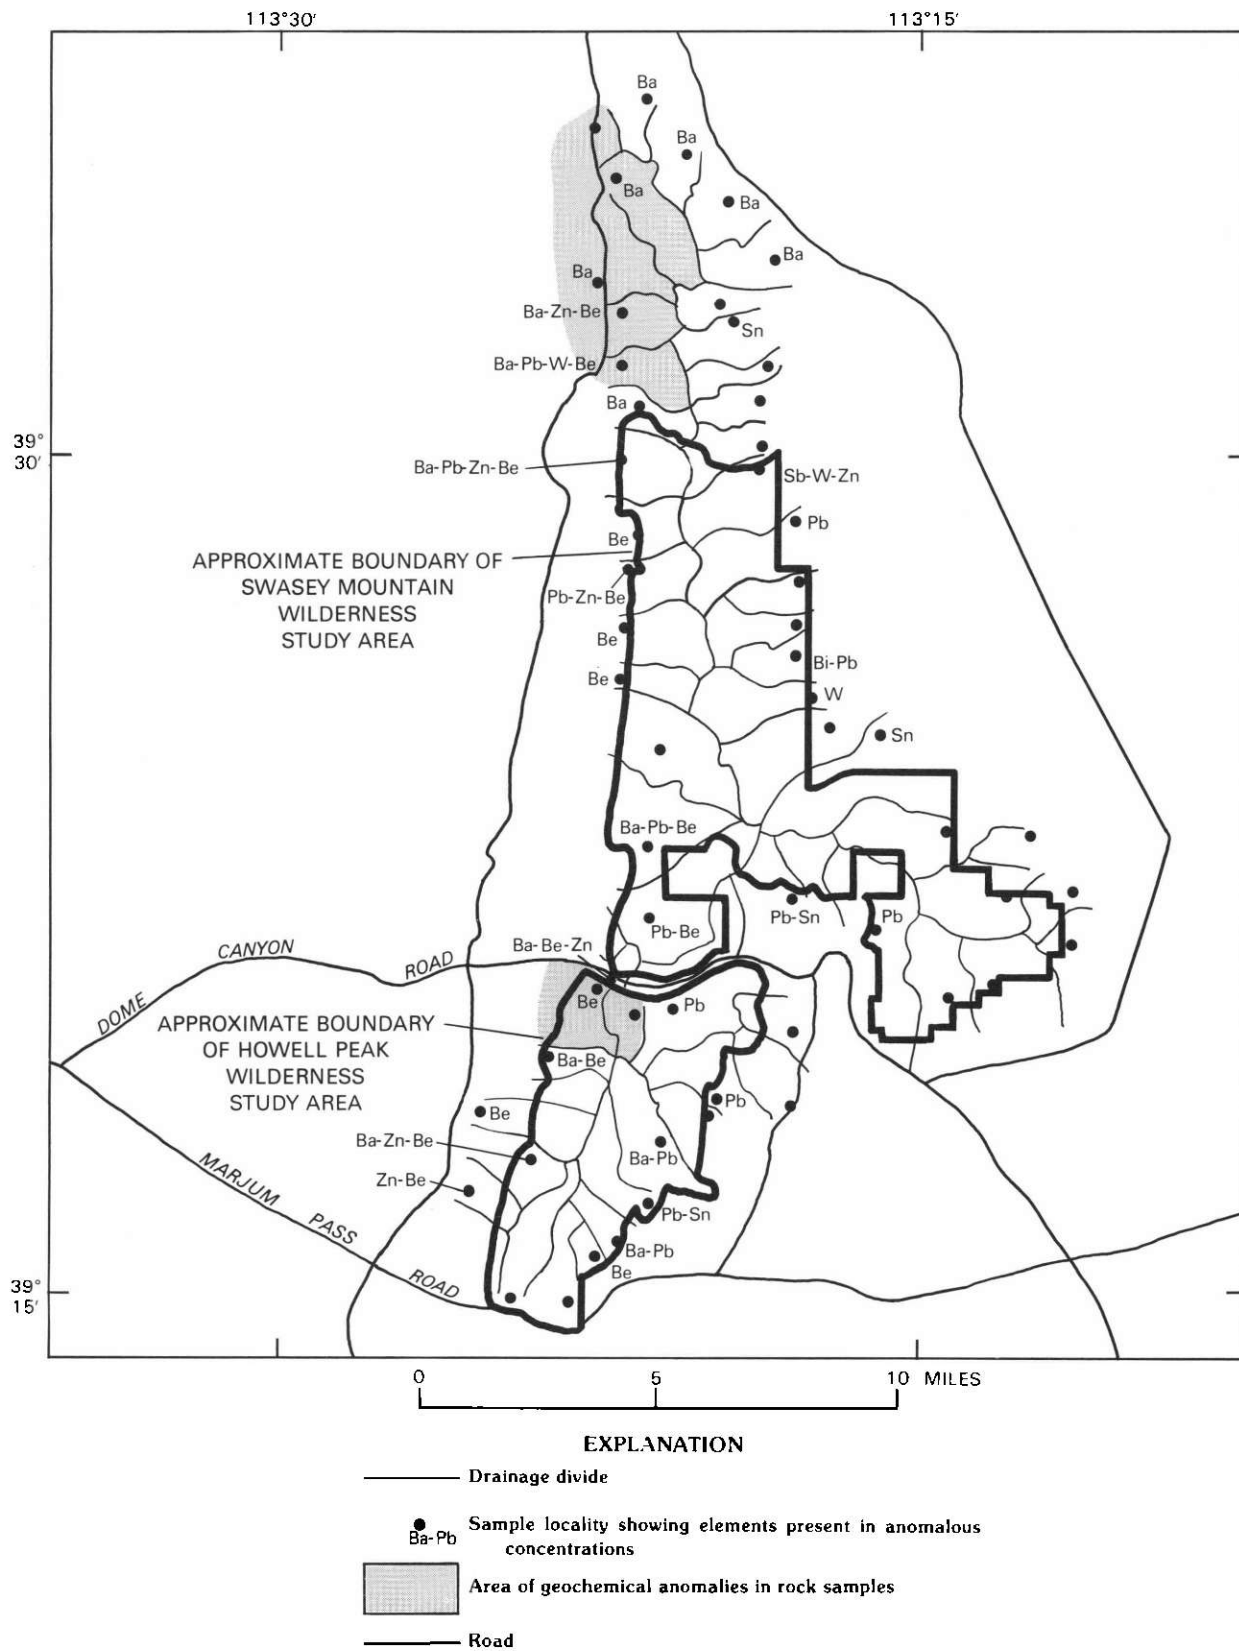 113°30′ 113°15′
Ba
Ba
Ba
Ba
Ba
Ba
Ba-Zn-Be
Sn
Ba-Pb-W-Be
Ba
39°
30′
Ba-Pb-Zn-Be
Sb-W-Zn
Pb
Be
APPROXIMATE BOUNDARY OF
SWASEY MOUNTAIN
WILDERNESS
STUDY AREA
Pb-Zn-Be
Be
Bi-Pb
Be
W
Sn
Ba-Pb-Be
Pb-Sn
Pb
Pb-Be
Ba-Be-Zn
DOME CANYON ROAD
Be
Pb
APPROXIMATE BOUNDARY
OF HOWELL PEAK
WILDERNESS
STUDY AREA
Ba-Be
Pb
Be
Ba-Zn-Be
Ba-Pb
Zn-Be
MARJUM PASS ROAD
Pb-Sn
Ba-Pb
Be
39°
15′
0 5 10 MILES
EXPLANATION
Drainage divide
Ba-Pb
Sample locality showing elements present in anomalous
concentrations
Area of geochemical anomalies in rock samples
Road